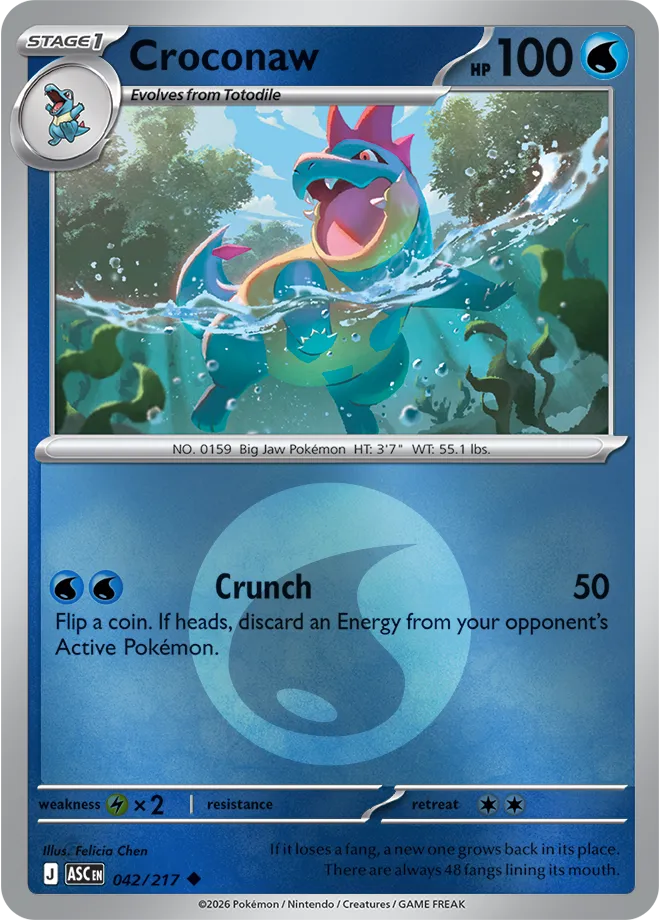 STAGE 1
Croconaw
HP 100
Evolves from Totodile
NO. 0159 Big Jaw Pokémon HT: 3'7" WT: 55.1 lbs.
Crunch 50
Flip a coin. If heads, discard an Energy from your opponent's
Active Pokémon.
weakness ×2 resistance retreat
Illus. Felicia Chen
If it loses a fang, a new one grows back in its place.
There are always 48 fangs lining its mouth.
J ASC EN 042/217
©2026 Pokémon / Nintendo / Creatures / GAME FREAK